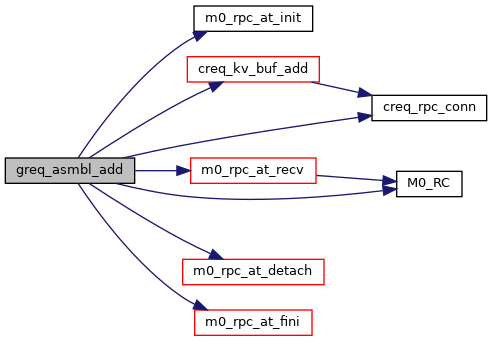 m0_rpc_at_init
creq_kv_buf_add
creq_rpc_conn
greq_asmbl_add
m0_rpc_at_recv
M0_RC
m0_rpc_at_detach
m0_rpc_at_fini